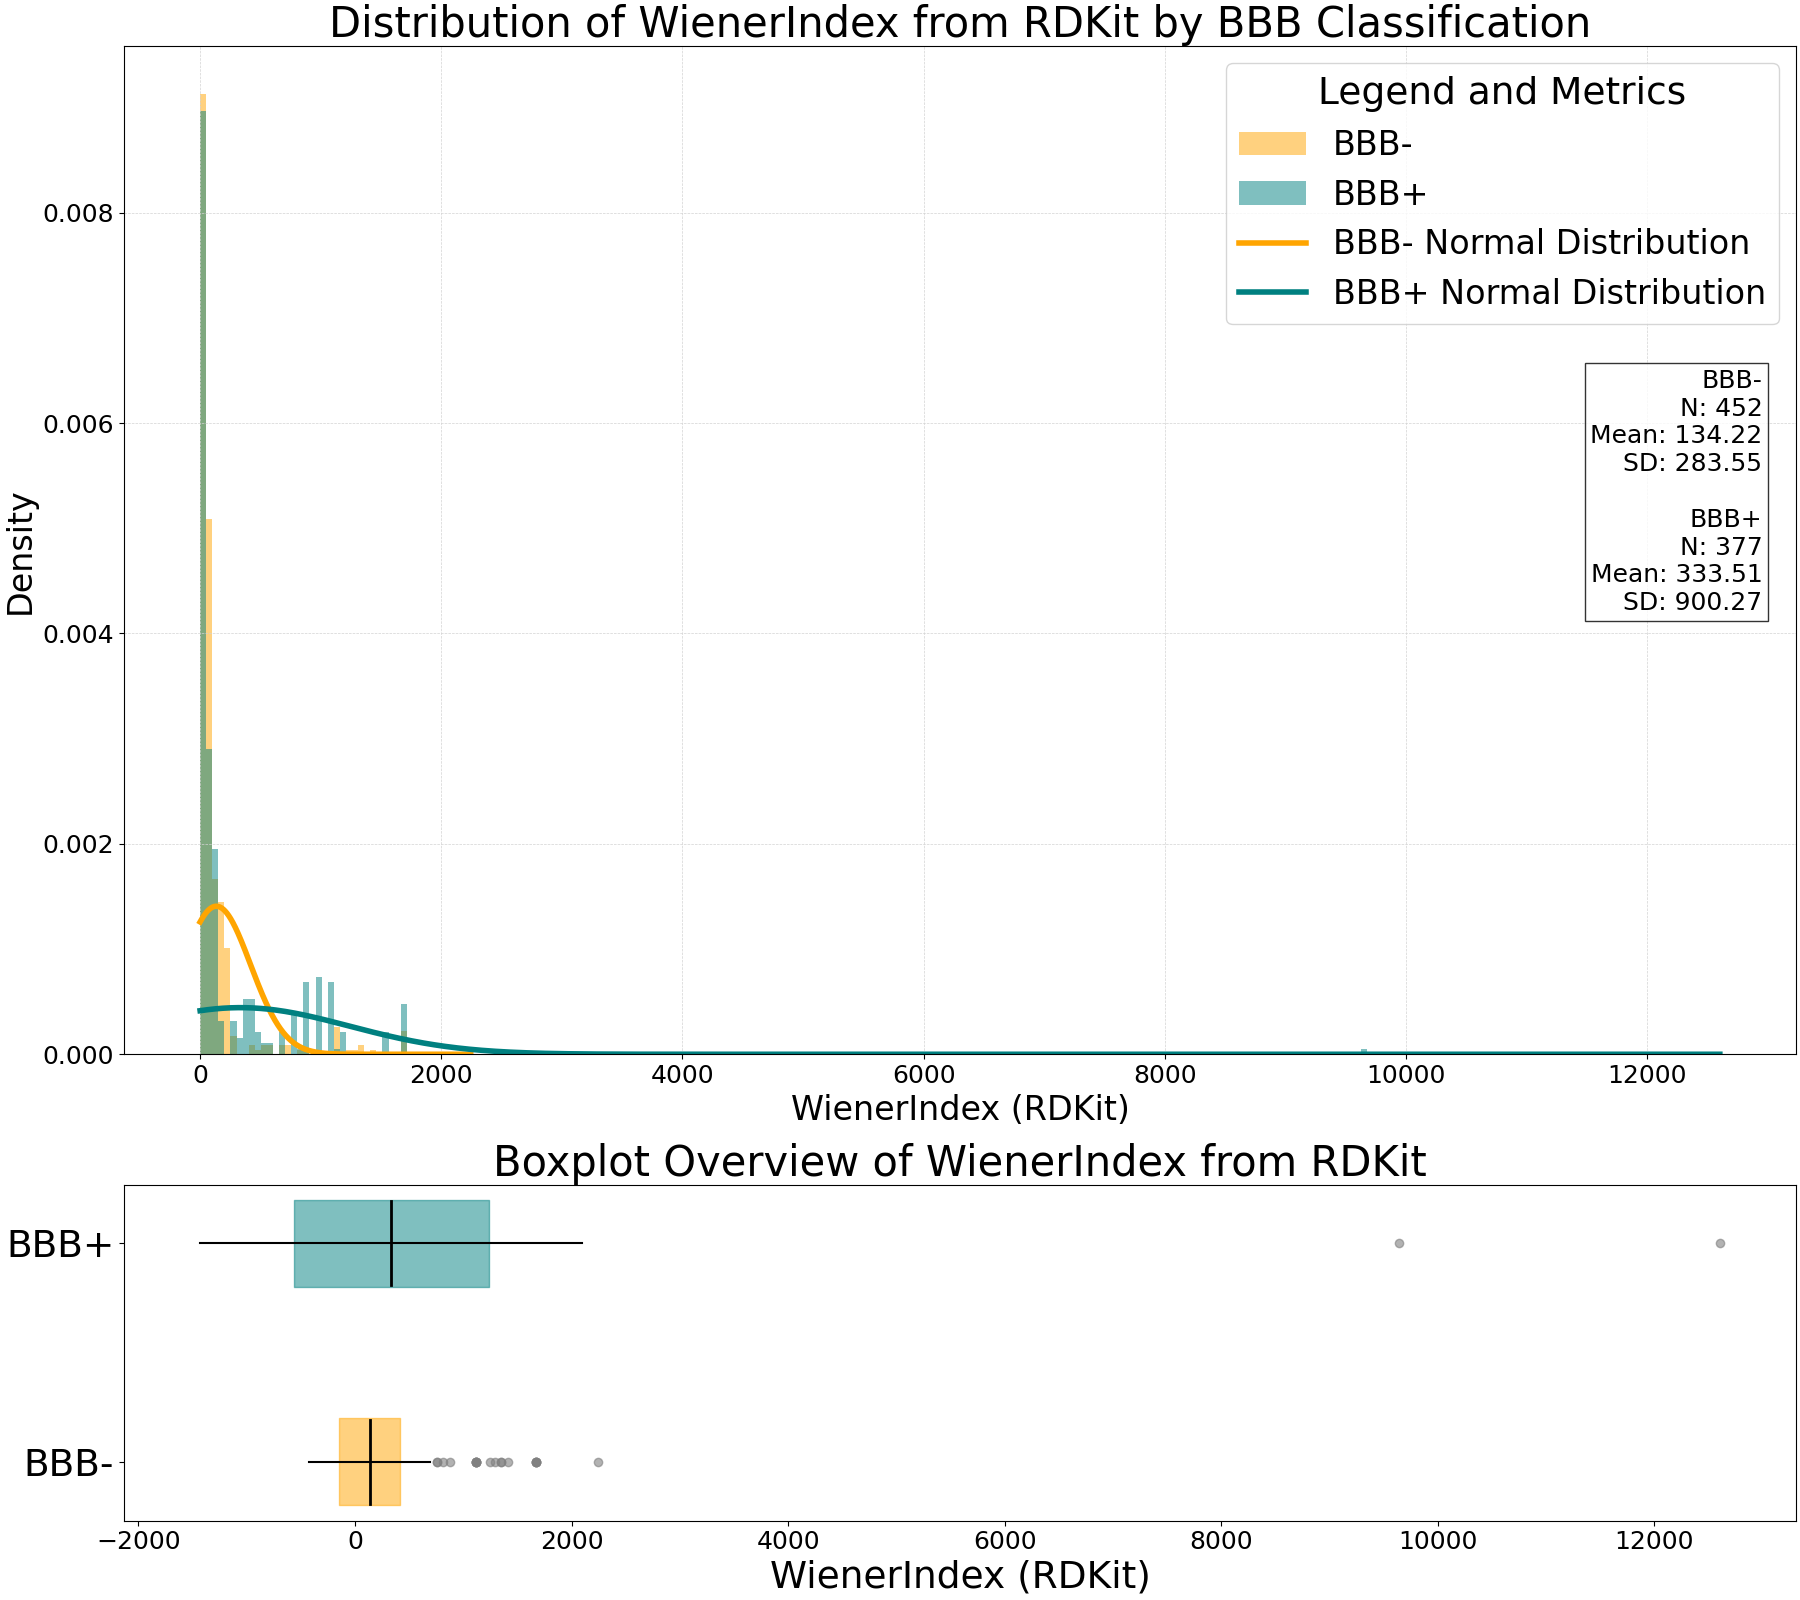 Distribution of WienerIndex from RDKit by BBB Classification
Legend and Metrics
BBB-
BBB+
BBB- Normal Distribution
BBB+ Normal Distribution
BBB-
N: 452
Mean: 134.22
SD: 283.55
BBB+
N: 377
Mean: 333.51
SD: 900.27
Density
0.008
0.006
0.004
0.002
0.000
0 2000 4000 6000 8000 10000 12000
WienerIndex (RDKit)
Boxplot Overview of WienerIndex from RDKit
BBB+
BBB-
−2000 0 2000 4000 6000 8000 10000 12000
WienerIndex (RDKit)